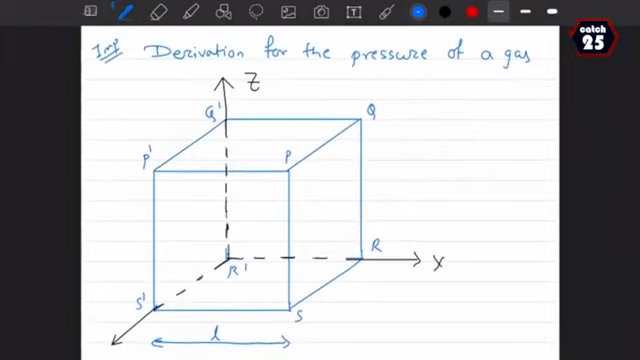 catch
25
Imp Derivation for the pressure of a gas
Z
Q'
Q
P'
P
R
R'
X
S'
S
l